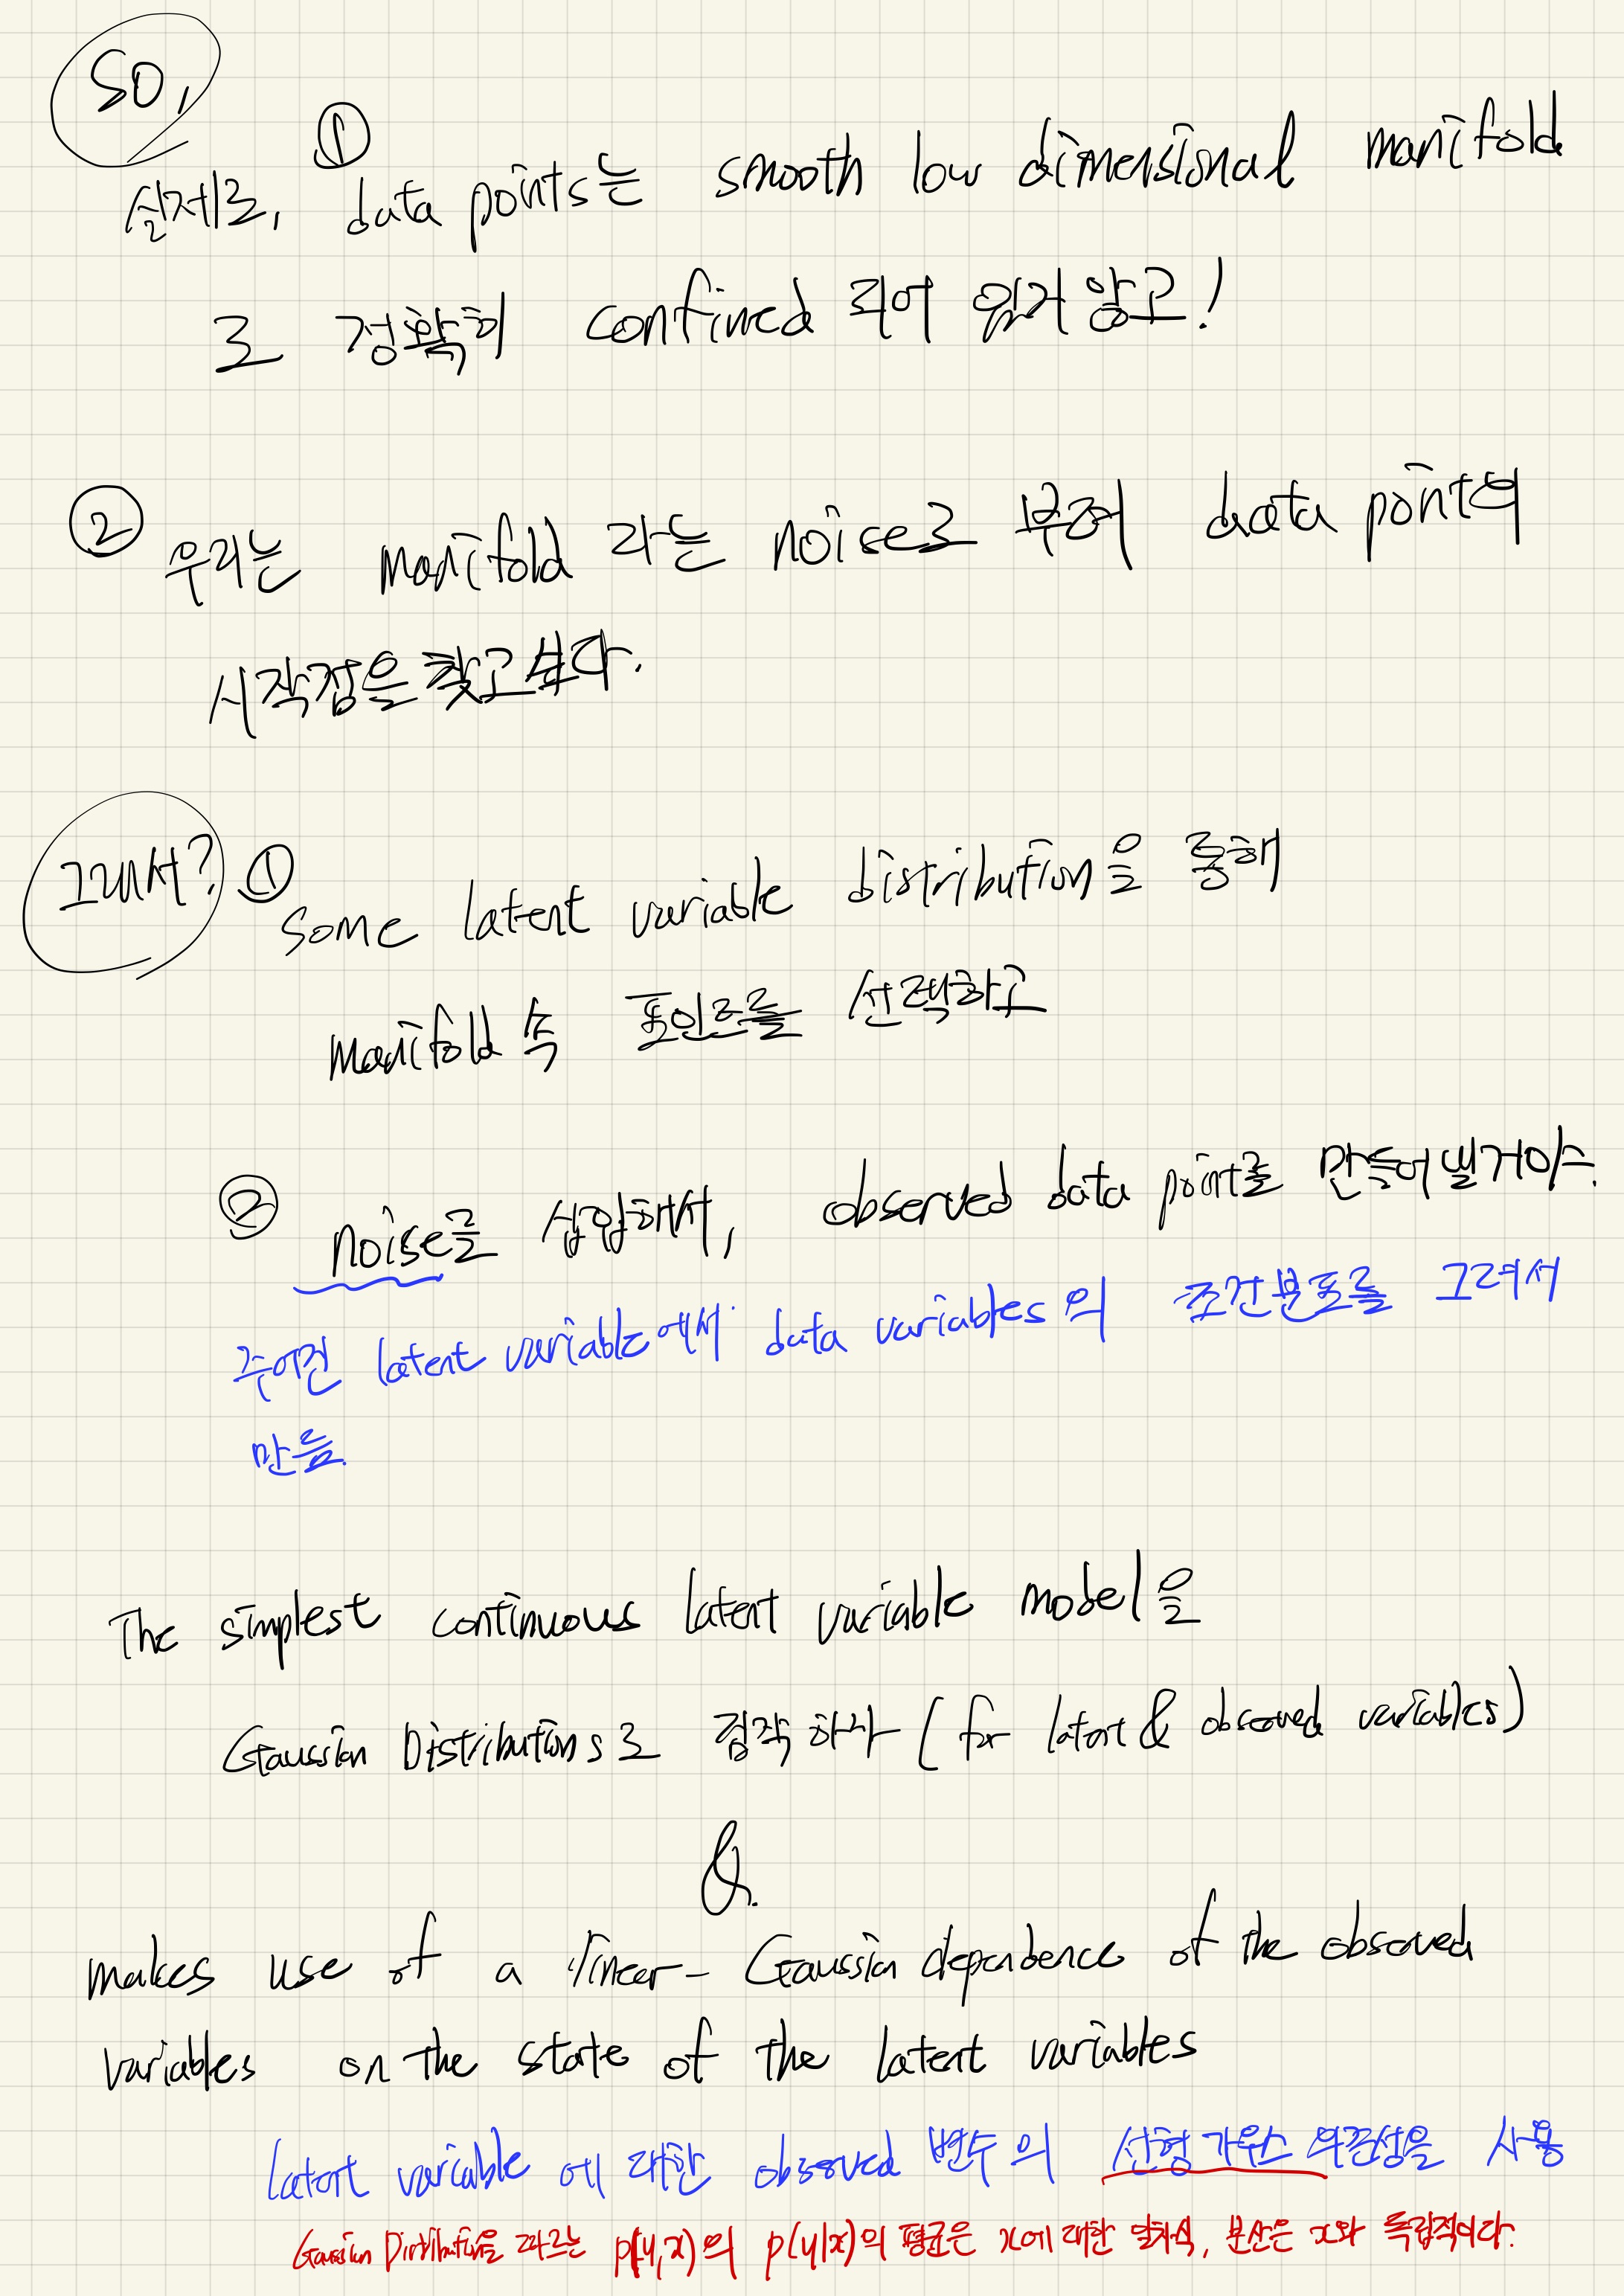 So,
실제로, ① data points는 smooth low dimensional manifold
로 정확히 confined 되어 있지 않고!
② 우리는 manifold 라는 noise로 부터 data point의
시작점을 찾고 싶다.
그래서? ① Some latent variable distribution을 통해
manifold 속 포인트를 선택하고
② noise를 삽입해서, observed data point를 만들어 낼거야.
주어진 latent variable에서 data variables의 조건분포를 그려서
만듦.
The simplest continuous latent variable model을
Gaussian Distributions로 짐작하자 (for latent & observed variables)
&.
makes use of a linear-Gaussian dependence of the observed
variables on the state of the latent variables
latent variable 에 대한 observed 변수의 선형 가우스 의존성을 사용
Gaussian Distribution을 따르는 p(y,x)의 p(y|x)의 평균은 x에 대한 일차식, 분산은 x와 독립적이다.